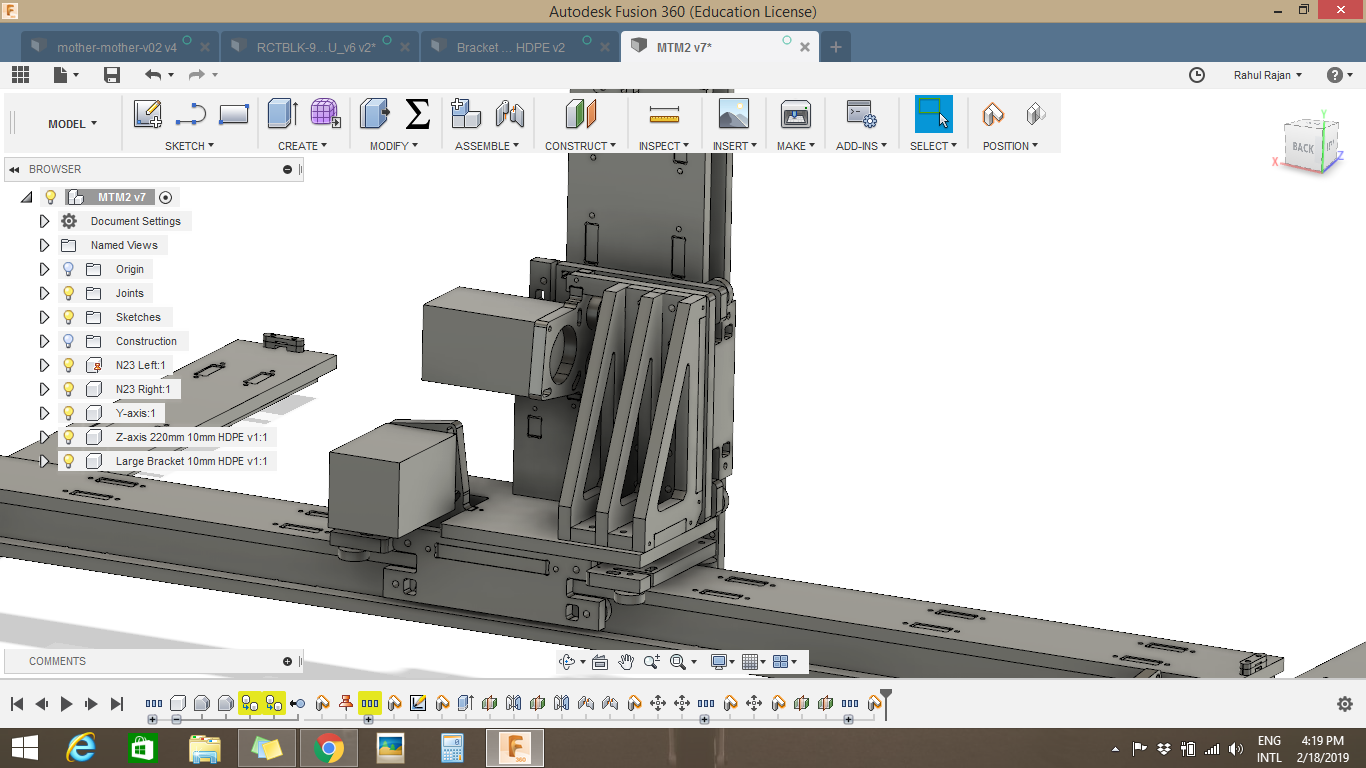 Autodesk Fusion 360 (Education License)
mother-mother-v02 v4
RCTBLK-9...U_v6 v2*
Bracket ... HDPE v2
MTM2 v7*
Rahul Rajan
MODEL
SKETCH
CREATE
MODIFY
ASSEMBLE
CONSTRUCT
INSPECT
INSERT
MAKE
ADD-INS
SELECT
POSITION
BROWSER
MTM2 v7
Document Settings
Named Views
Origin
Joints
Sketches
Construction
N23 Left:1
N23 Right:1
Y-axis:1
Z-axis 220mm 10mm HDPE v1:1
Large Bracket 10mm HDPE v1:1
Y
BACK
X
Z
COMMENTS
F
360
ENG
INTL
4:19 PM
2/18/2019